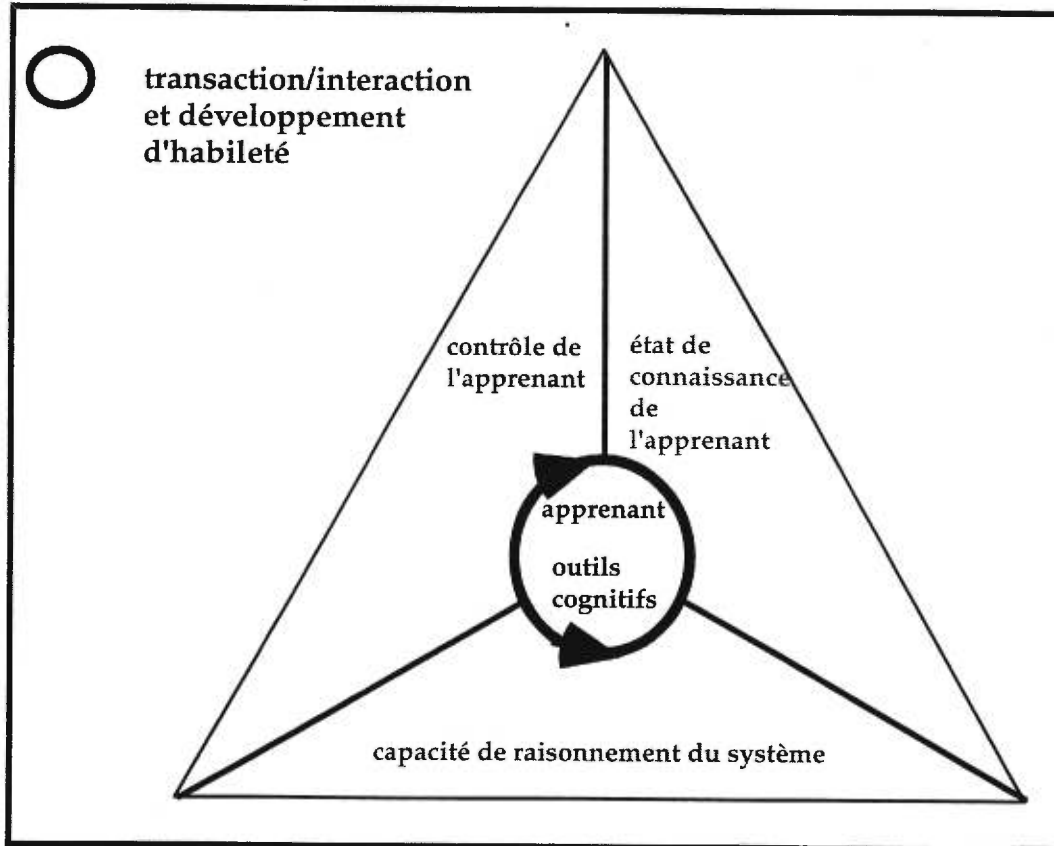 transaction/interaction
et développement
d'habileté
contrôle de
l'apprenant
état de
connaissance
de
l'apprenant
apprenant
outils
cognitifs
capacité de raisonnement du système